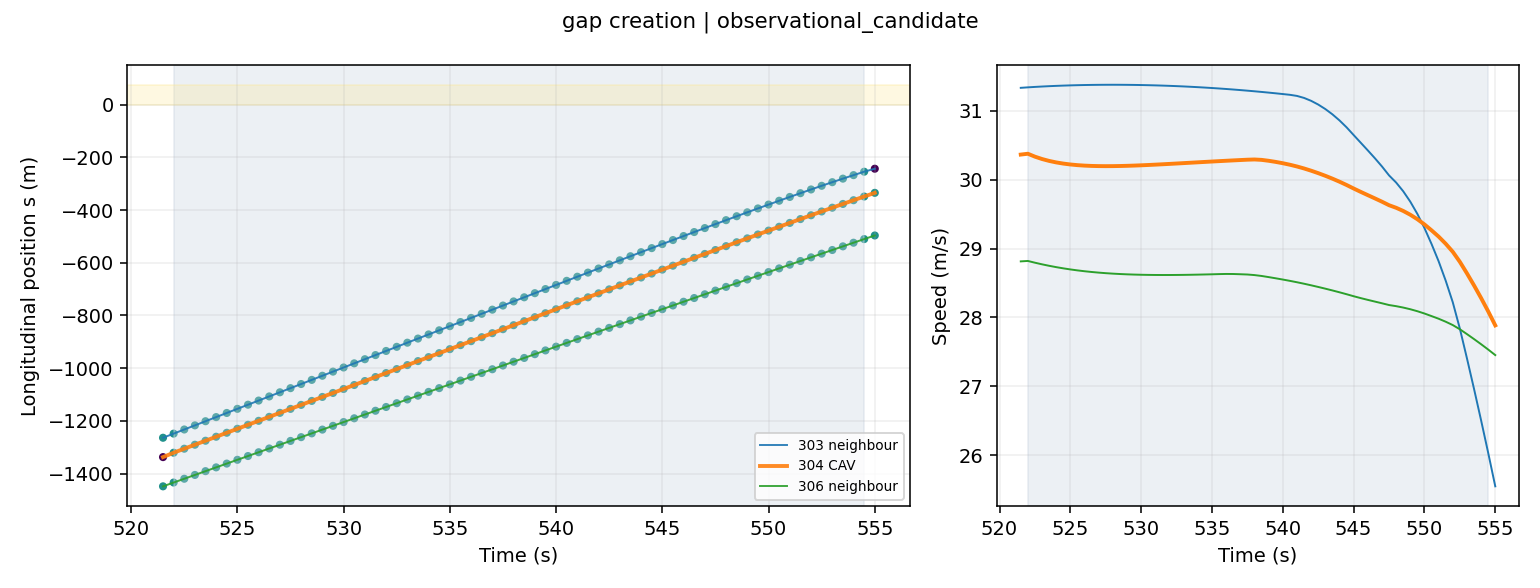 gap creation | observational_candidate
Longitudinal position s (m)
0
−200
−400
−600
−800
−1000
−1200
−1400
520 525 530 535 540 545 550 555
Time (s)
303 neighbour
304 CAV
306 neighbour
Speed (m/s)
31
30
29
28
27
26
520 525 530 535 540 545 550 555
Time (s)